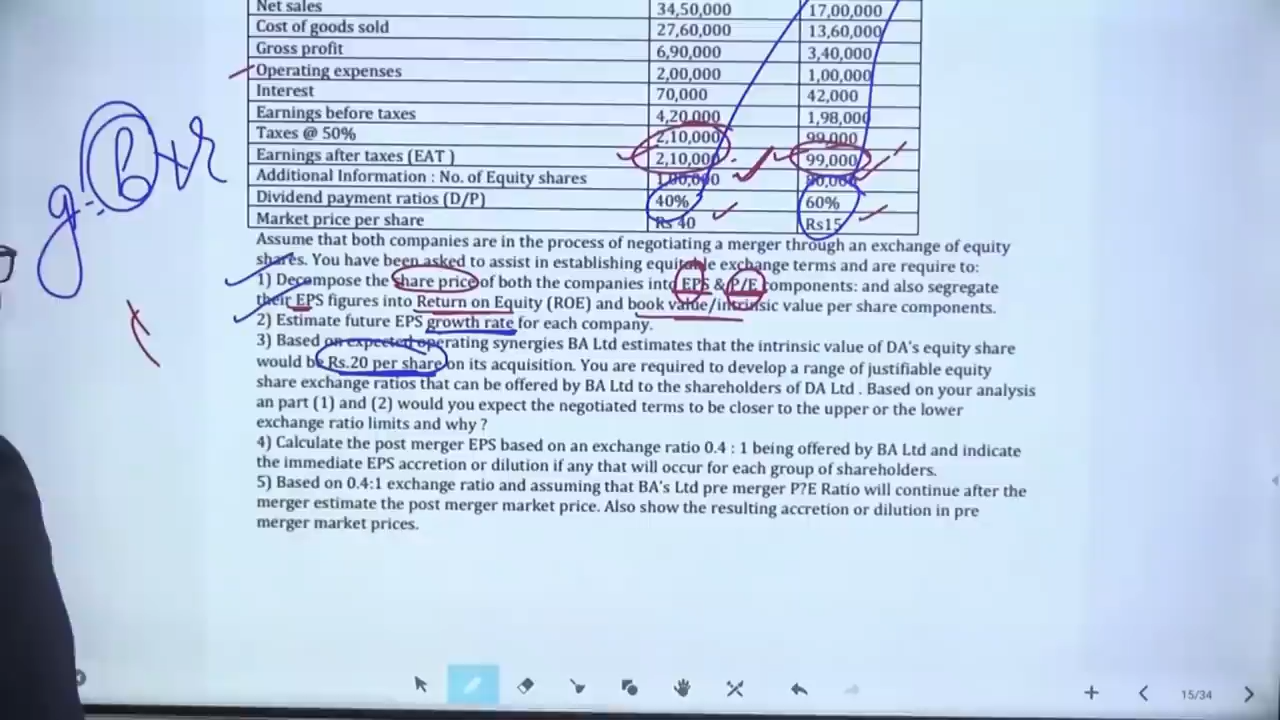 Net sales 34,50,000 17,00,000
Cost of goods sold 27,60,000 13,60,000
Gross profit 6,90,000 3,40,000
Operating expenses 2,00,000 1,00,000
Interest 70,000 42,000
Earnings before taxes 4,20,000 1,98,000
Taxes @ 50% 2,10,000 99,000
Earnings after taxes (EAT ) 2,10,000 99,000
Additional Information : No. of Equity shares 1,00,000 80,000
Dividend payment ratios (D/P) 40% 60%
Market price per share Rs 40 Rs15
Assume that both companies are in the process of negotiating a merger through an exchange of equity
shares. You have been asked to assist in establishing equitable exchange terms and are require to:
1) Decompose the share price of both the companies into EPS & P/E components: and also segregate
their EPS figures into Return on Equity (ROE) and book value/intrinsic value per share components.
2) Estimate future EPS growth rate for each company.
3) Based on expected operating synergies BA Ltd estimates that the intrinsic value of DA's equity share
would be Rs.20 per share on its acquisition. You are required to develop a range of justifiable equity
share exchange ratios that can be offered by BA Ltd to the shareholders of DA Ltd . Based on your analysis
an part (1) and (2) would you expect the negotiated terms to be closer to the upper or the lower
exchange ratio limits and why ?
4) Calculate the post merger EPS based on an exchange ratio 0.4 : 1 being offered by BA Ltd and indicate
the immediate EPS accretion or dilution if any that will occur for each group of shareholders.
5) Based on 0.4:1 exchange ratio and assuming that BA's Ltd pre merger P?E Ratio will continue after the
merger estimate the post merger market price. Also show the resulting accretion or dilution in pre
merger market prices.
15/34